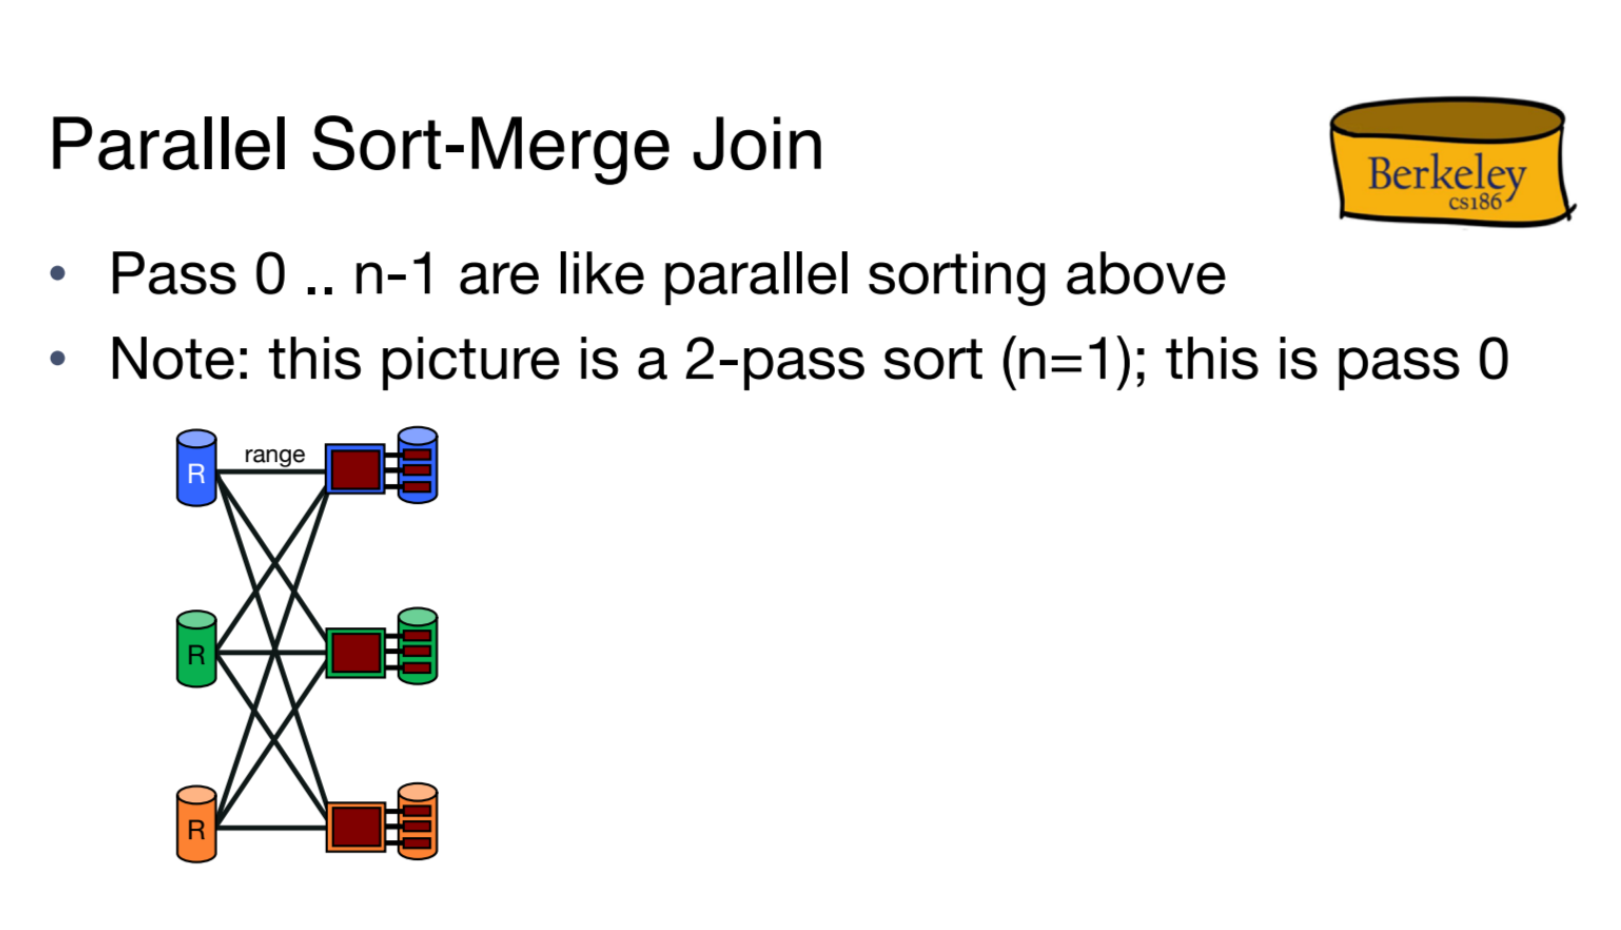 Parallel Sort-Merge Join
Berkeley
cs186
• Pass 0 .. n-1 are like parallel sorting above
• Note: this picture is a 2-pass sort (n=1); this is pass 0
R
range
R
R